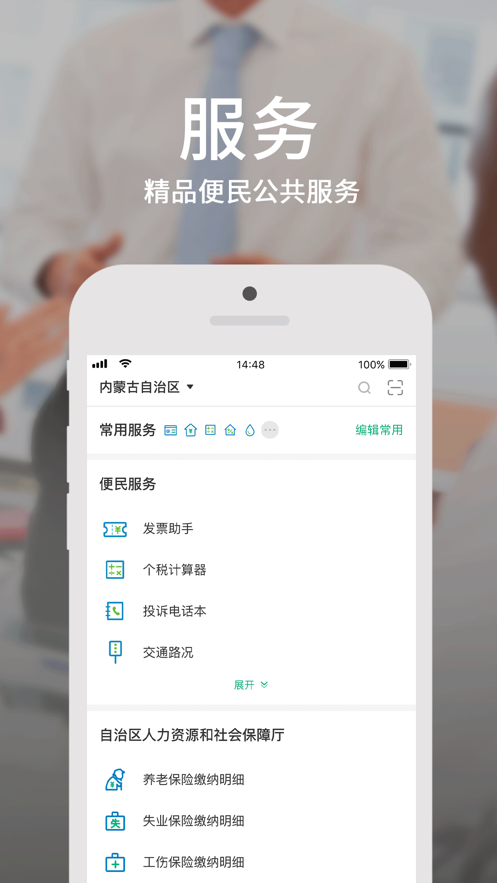 服务
精品便民公共服务
14:48
100%
内蒙古自治区
常用服务
编辑常用
便民服务
发票助手
个税计算器
投诉电话本
交通路况
展开
自治区人力资源和社会保障厅
养老保险缴纳明细
失
失业保险缴纳明细
工伤保险缴纳明细